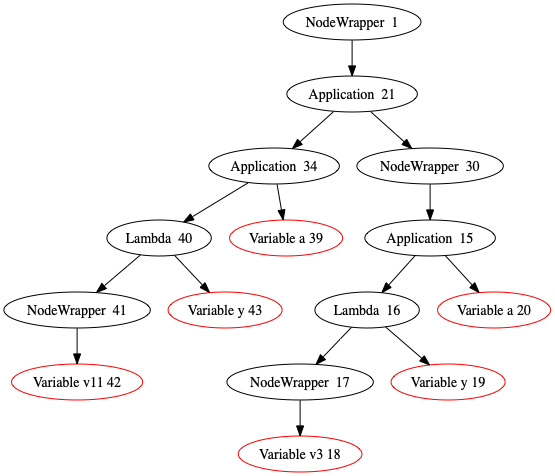 NodeWrapper 1
Application 21
Application 34
NodeWrapper 30
Lambda 40
Variable a 39
Application 15
NodeWrapper 41
Variable y 43
Lambda 16
Variable a 20
Variable v11 42
NodeWrapper 17
Variable y 19
Variable v3 18